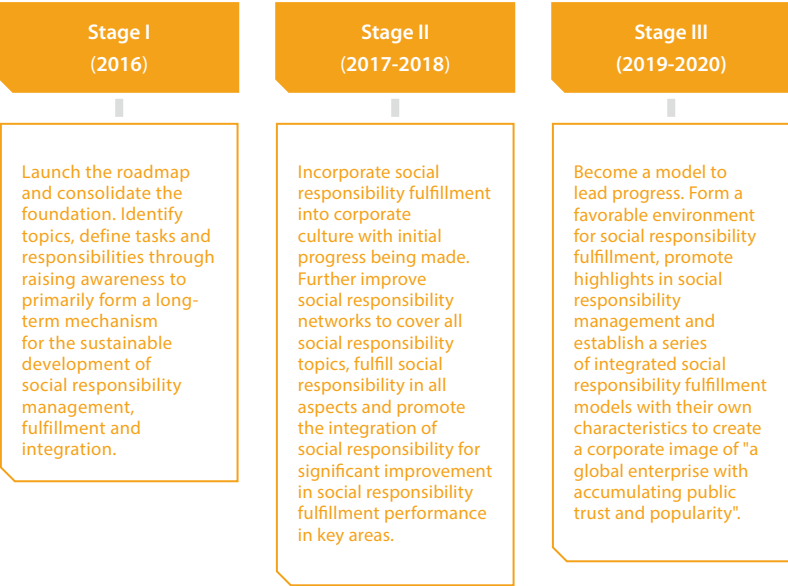 Stage I
(2016)
Launch the roadmap
and consolidate the
foundation. Identify
topics, define tasks and
responsibilities through
raising awareness to
primarily form a long-
term mechanism
for the sustainable
development of
social responsibility
management,
fulfillment and
integration.
Stage II
(2017-2018)
Incorporate social
responsibility fulfillment
into corporate
culture with initial
progress being made.
Further improve
social responsibility
networks to cover all
social responsibility
topics, fulfill social
responsibility in all
aspects and promote
the integration of
social responsibility for
significant improvement
in social responsibility
fulfillment performance
in key areas.
Stage III
(2019-2020)
Become a model to
lead progress. Form a
favorable environment
for social responsibility
fulfillment, promote
highlights in social
responsibility
management and
establish a series
of integrated social
responsibility fulfillment
models with their own
characteristics to create
a corporate image of "a
global enterprise with
accumulating public
trust and popularity".